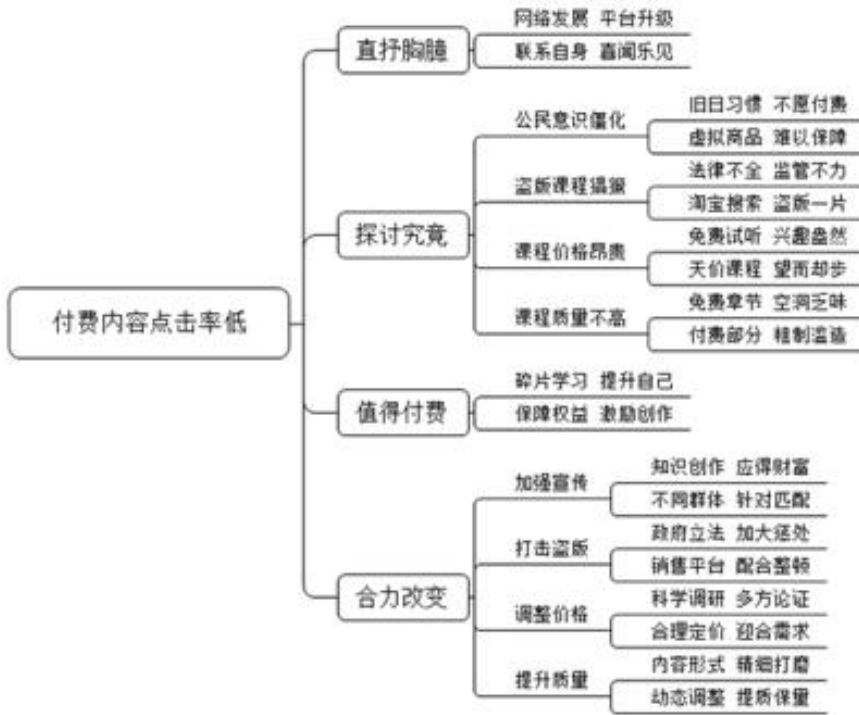 付费内容点击率低
直抒胸臆
网络发展 平台升级
联系自身 喜闻乐见
探讨究竟
公民意识僵化
旧日习惯 不愿付费
虚拟商品 难以保障
盗版课程猖獗
法律不全 监管不力
淘宝搜索 盗版一片
课程价格昂贵
免费试听 兴趣盎然
天价课程 望而却步
课程质量不高
免费章节 空洞乏味
付费部分 粗制滥造
值得付费
碎片学习 提升自己
保障权益 激励创作
合力改变
加强宣传
知识创作 应得财富
不同群体 针对匹配
打击盗版
政府立法 加大惩处
销售平台 配合整顿
调整价格
科学调研 多方论证
合理定价 迎合需求
提升质量
内容形式 精细打磨
动态调整 提质保量